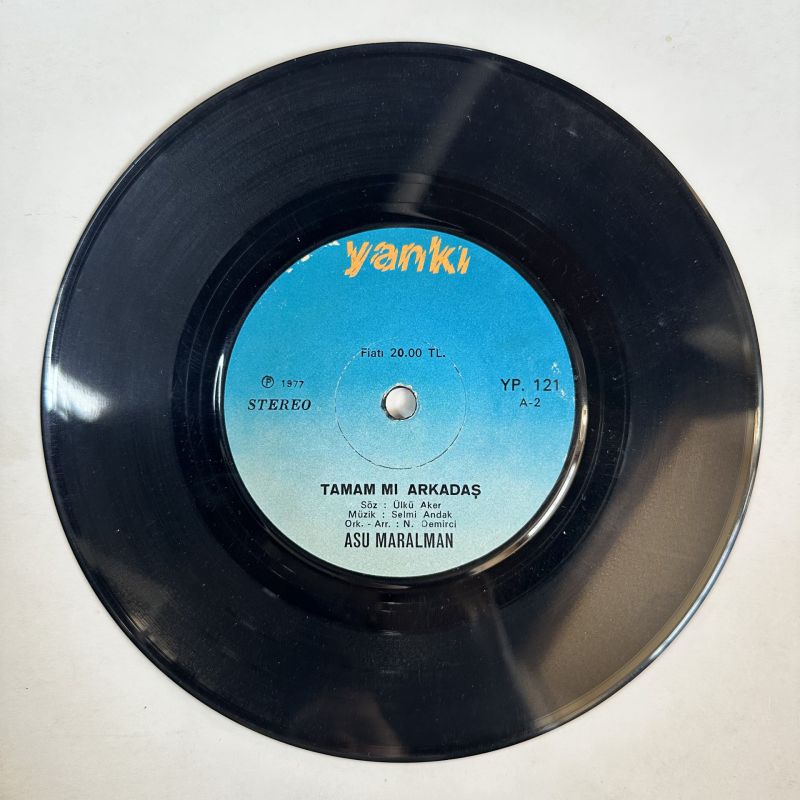 yankı
Fiatı 20.00 TL.
℗ 1977
YP. 121
STEREO
A-2
TAMAM MI ARKADAŞ
Söz : Ülkü Aker
Müzik : Selmi Andak
Ork. - Arr. : N. Demirci
ASU MARALMAN